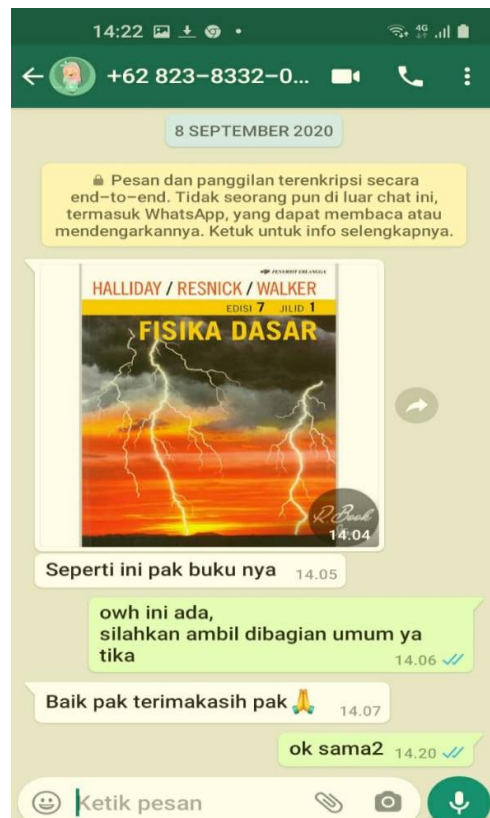 14:22
4G
+62 823-8332-0...
8 SEPTEMBER 2020
Pesan dan panggilan terenkripsi secara
end-to-end. Tidak seorang pun di luar chat ini,
termasuk WhatsApp, yang dapat membaca atau
mendengarkannya. Ketuk untuk info selengkapnya.
PENERBIT ERLANGGA
HALLIDAY / RESNICK / WALKER
EDISI 7 JILID 1
FISIKA DASAR
R Book
14.04
Seperti ini pak buku nya 14.05
owh ini ada,
silahkan ambil dibagian umum ya
tika
14.06
Baik pak terimakasih pak🙏 14.07
ok sama2 14.20
Ketik pesan